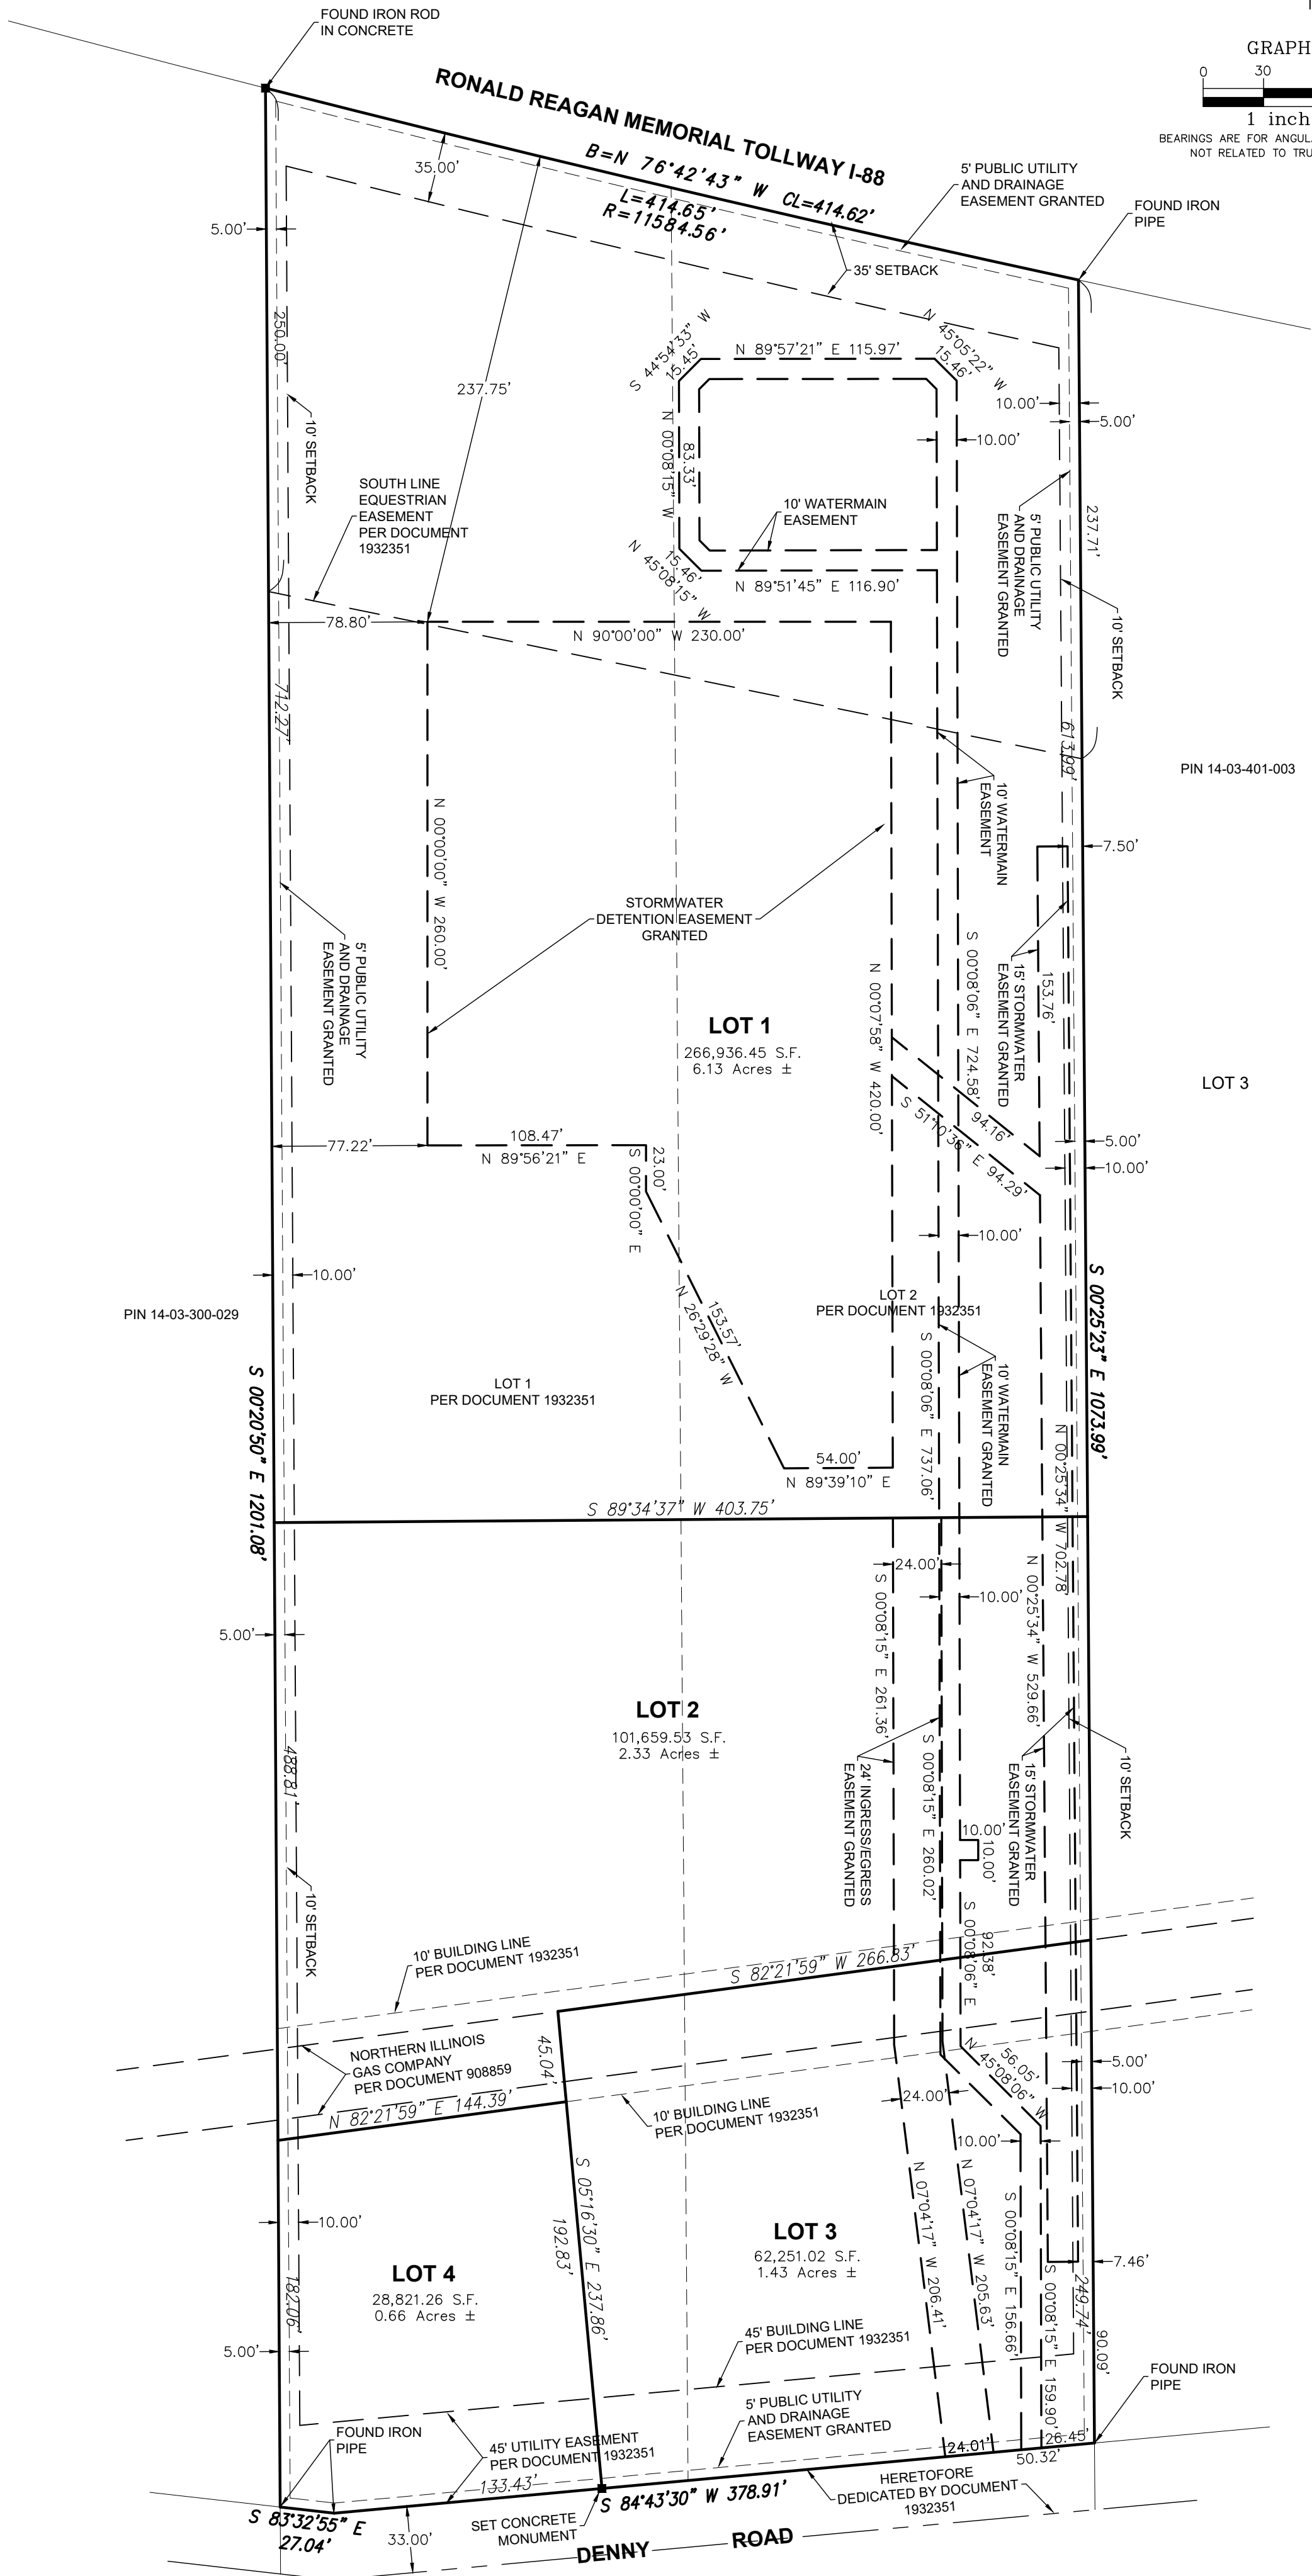 FOUND IRON ROD
IN CONCRETE
GRAPH
0 30
1 inch
BEARINGS ARE FOR ANGUL
NOT RELATED TO TRU
RONALD REAGAN MEMORIAL TOLLWAY I-88
B=N 76°42'43" W CL=414.62'
L=414.65'
R=11584.56'
35.00'
5' PUBLIC UTILITY
AND DRAINAGE
EASEMENT GRANTED
FOUND IRON
PIPE
5.00'
35' SETBACK
250.00'
237.75'
S 44°54'33" W
15.45'
N 89°57'21" E 115.97'
N 45°05'22" W
15.46'
10.00'
5.00'
10.00'
10' SETBACK
N 00°08'15" W
83.33'
SOUTH LINE
EQUESTRIAN
EASEMENT
PER DOCUMENT
1932351
10' WATERMAIN
EASEMENT
5' PUBLIC UTILITY
AND DRAINAGE
EASEMENT GRANTED
237.71'
15.46'
N 45°08'15" W
N 89°51'45" E 116.90'
78.80'
N 90°00'00" W 230.00'
10' SETBACK
712.27'
613.99'
PIN 14-03-401-003
10' WATERMAIN
EASEMENT
N 00°00'00" W 260.00'
7.50'
STORMWATER
DETENTION EASEMENT
GRANTED
5' PUBLIC UTILITY
AND DRAINAGE
EASEMENT GRANTED
N 00°07'58" W 420.00'
S 00°08'06" E 724.58'
15' STORMWATER
EASEMENT GRANTED
153.76'
LOT 1
266,936.45 S.F.
6.13 Acres ±
LOT 3
94.16'
S 51°10'36" E 94.29'
77.22'
108.47'
N 89°56'21" E
23.00'
S 00°00'00" E
5.00'
10.00'
10.00'
10.00'
LOT 2
PER DOCUMENT 1932351
PIN 14-03-300-029
153.57'
N 26°29'28" W
S 00°25'23" E 1073.99'
LOT 1
PER DOCUMENT 1932351
S 00°08'06" E 737.06'
10' WATERMAIN
EASEMENT GRANTED
S 00°20'50" E 1201.08'
54.00'
N 89°39'10" E
N 00°25'34" W 702.78'
S 89°34'37" W 403.75'
24.00'
10.00'
S 00°08'15" E 261.36'
N 00°25'34" W 529.66'
5.00'
LOT 2
101,659.53 S.F.
2.33 Acres ±
488.81'
24' INGRESS/EGRESS
EASEMENT GRANTED
S 00°08'15" E 260.02'
15' STORMWATER
EASEMENT GRANTED
10' SETBACK
10.00'
10.00'
10' SETBACK
S 00°08'06" E
92.38'
10' BUILDING LINE
PER DOCUMENT 1932351
S 82°21'59" W 266.83'
NORTHERN ILLINOIS
GAS COMPANY
PER DOCUMENT 908859
45.04'
N 82°21'59" E 144.39'
10' BUILDING LINE
PER DOCUMENT 1932351
56.05'
N 45°08'06" W
5.00'
10.00'
24.00'
10.00'
S 05°16'30" E 237.86'
192.83'
N 07°04'17" W 206.41'
N 07°04'17" W 205.63'
S 00°08'15" E 156.66'
S 00°08'15" E 159.90'
10.00'
LOT 3
62,251.02 S.F.
1.43 Acres ±
7.46'
LOT 4
28,821.26 S.F.
0.66 Acres ±
182.06'
249.74'
90.09'
5.00'
45' BUILDING LINE
PER DOCUMENT 1932351
FOUND IRON
PIPE
5' PUBLIC UTILITY
AND DRAINAGE
EASEMENT GRANTED
FOUND IRON
PIPE
45' UTILITY EASEMENT
PER DOCUMENT 1932351
24.01'
26.45'
50.32'
133.43'
HERETOFORE
DEDICATED BY DOCUMENT
1932351
S 84°43'30" W 378.91'
S 83°32'55" E
27.04'
33.00'
SET CONCRETE
MONUMENT
DENNY ROAD